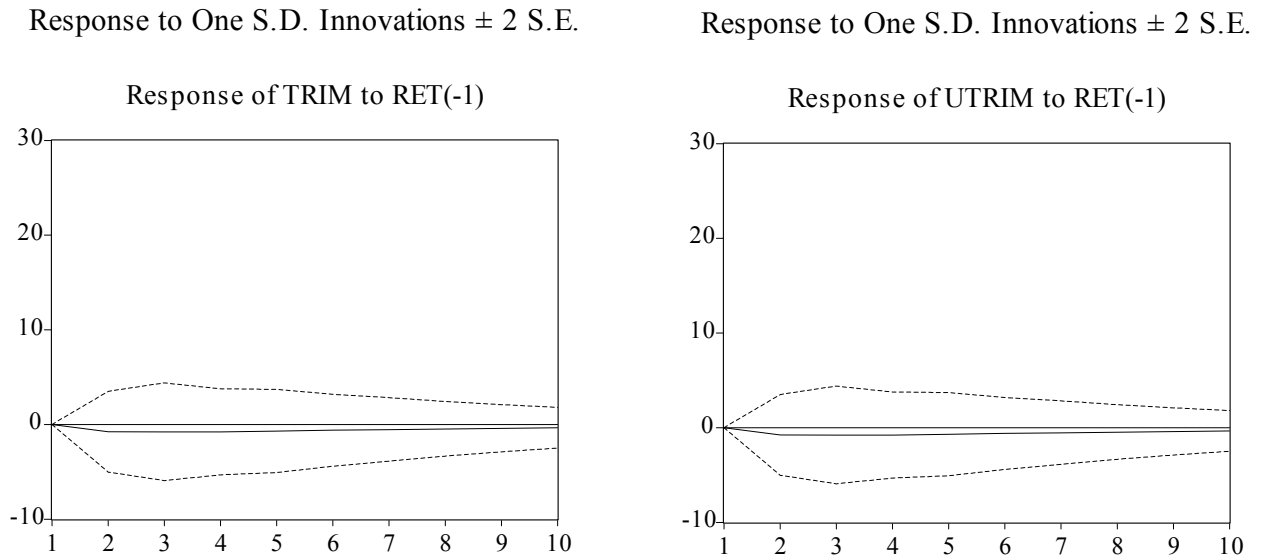 Response to One S.D. Innovations ± 2 S.E.
Response of TRIM to RET(-1)
30
20
10
0
-10
1 2 3 4 5 6 7 8 9 10
Response to One S.D. Innovations ± 2 S.E.
Response of UTRIM to RET(-1)
30
20
10
0
-10
1 2 3 4 5 6 7 8 9 10